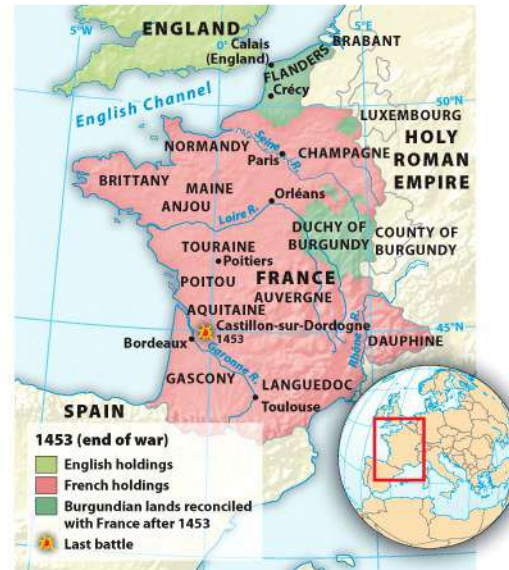 5°W
ENGLAND
0°
Calais
(England)
5°E
BRABANT
FLANDERS
Crécy
English Channel
50°N
LUXEMBOURG
HOLY
ROMAN
EMPIRE
NORMANDY
Seine R.
Paris
CHAMPAGNE
BRITTANY
MAINE
ANJOU
Orléans
Loire R.
DUCHY OF
BURGUNDY
COUNTY OF
BURGUNDY
TOURAINE
Poitiers
POITOU
FRANCE
AUVERGNE
AQUITAINE
Castillon-sur-Dordogne
1453
45°N
Bordeaux
Garonne R.
Rhône R.
DAUPHINE
GASCONY
LANGUEDOC
Toulouse
SPAIN
1453 (end of war)
English holdings
French holdings
Burgundian lands reconciled
with France after 1453
Last battle